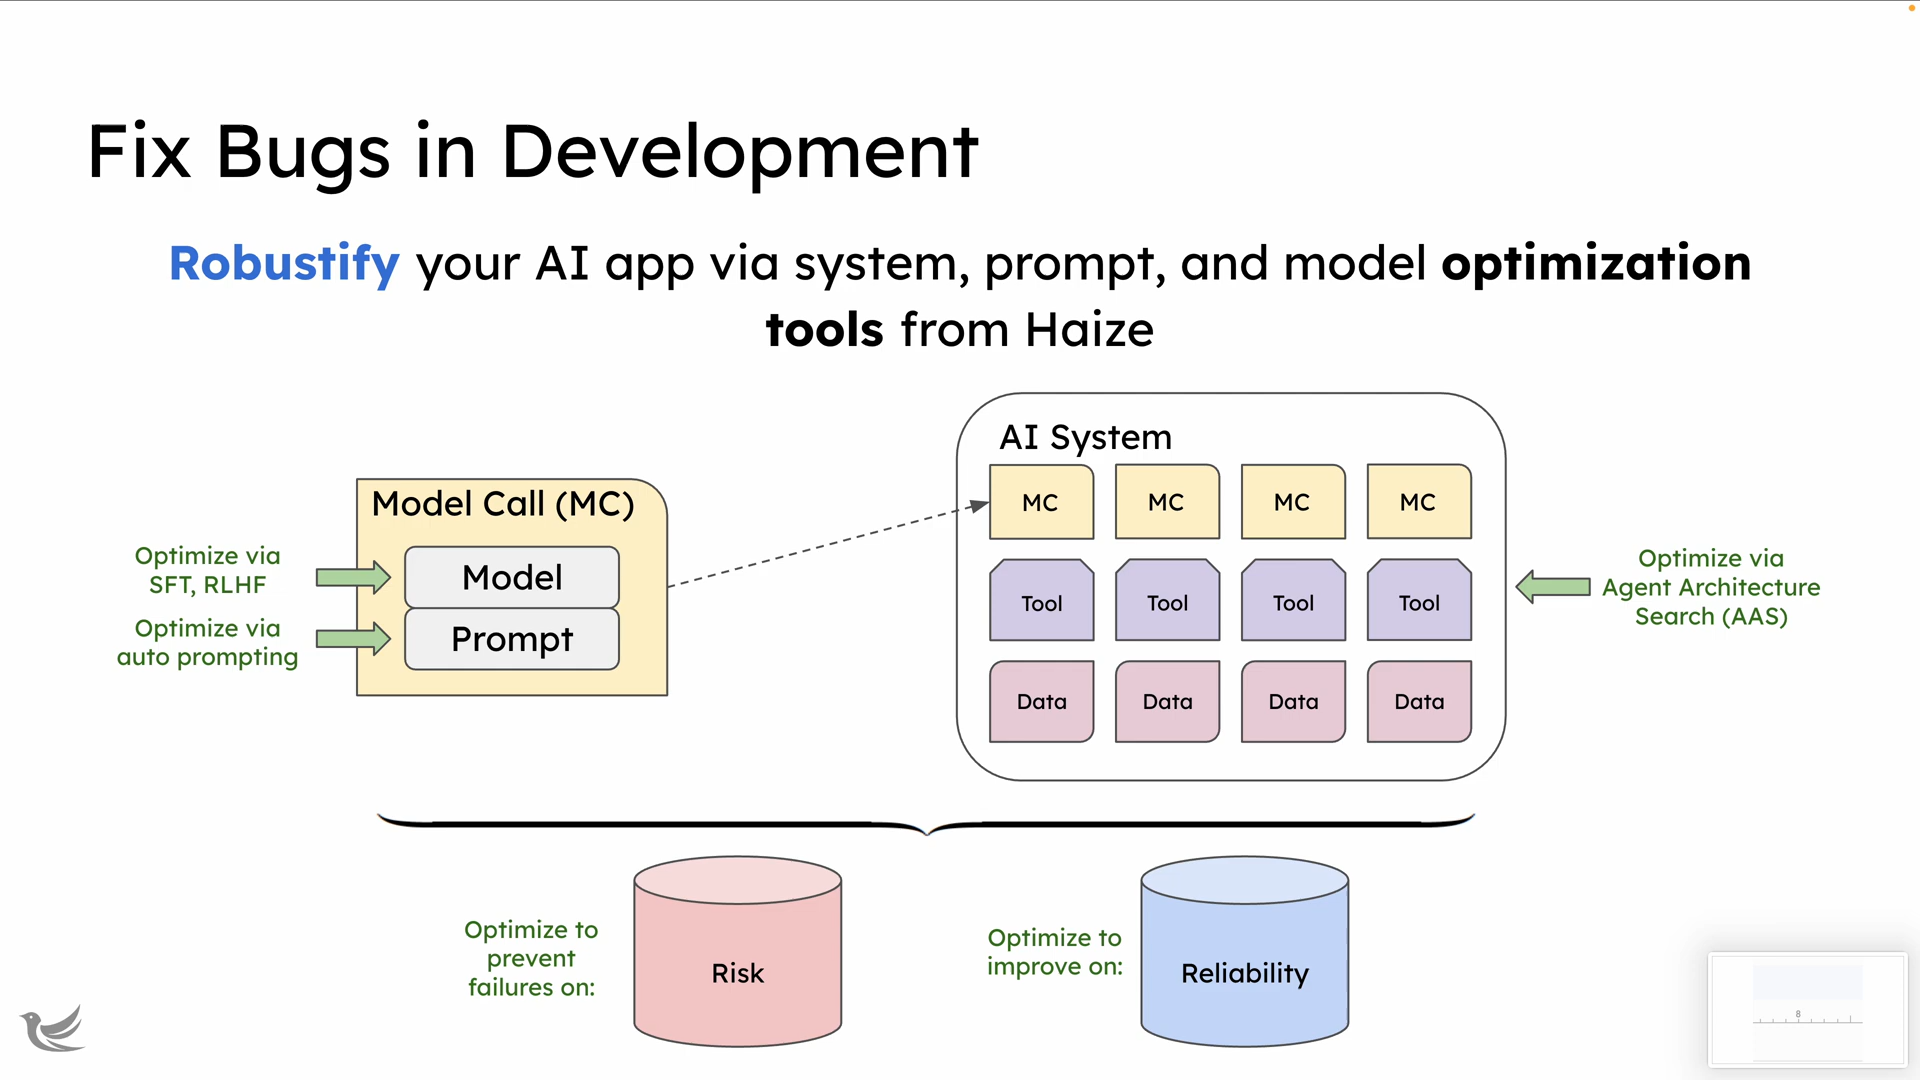 Fix Bugs in Development
Robustify your AI app via system, prompt, and model optimization
tools from Haize
Optimize via
SFT, RLHF
Optimize via
auto prompting
Model Call (MC)
Model
Prompt
AI System
MC MC MC MC
Tool Tool Tool Tool
Data Data Data Data
Optimize via
Agent Architecture
Search (AAS)
Optimize to
prevent
failures on:
Risk
Optimize to
improve on:
Reliability
8